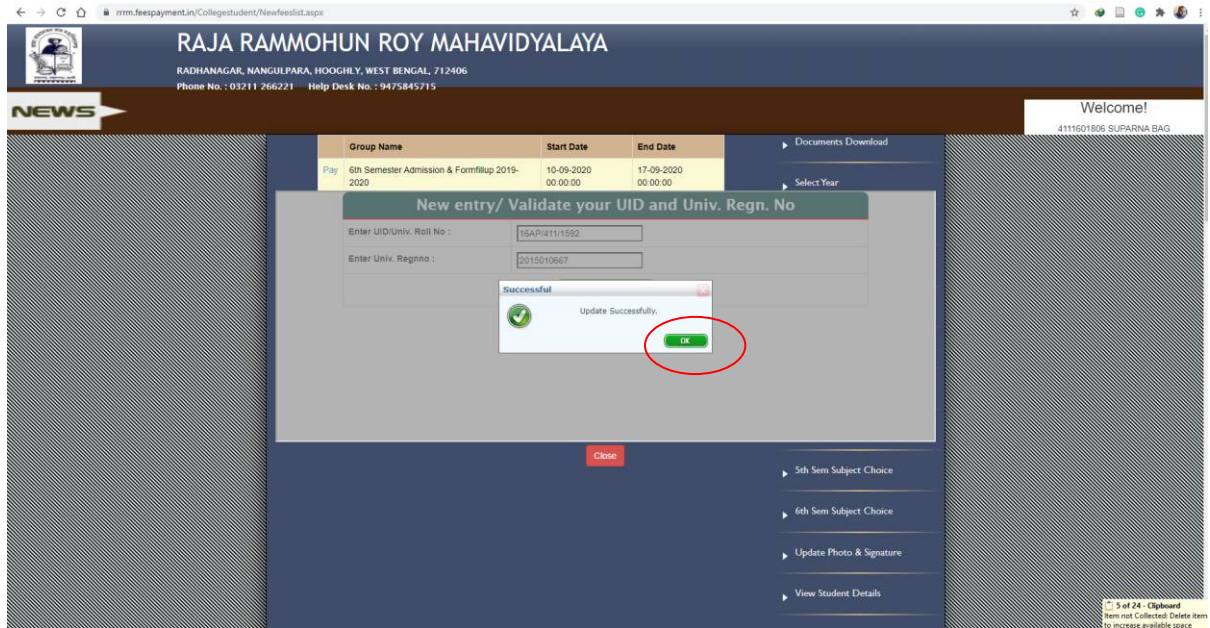 rrrm.feespayment.in/Collegestudent/Newfeeslist.aspx
RAJA RAMMOHUN ROY MAHAVIDYALAYA
RADHANAGAR, NANGULPARA, HOOGHLY, WEST BENGAL, 712406
Phone No. : 03211 266221 Help Desk No. : 9475845715
NEWS
Welcome!
4111601806 SUPARNA BAG
Group Name Start Date End Date
Pay 6th Semester Admission & Formfillup 2019- 10-09-2020 17-09-2020
2020 00:00:00 00:00:00
Documents Download
Select Year
New entry/ Validate your UID and Univ. Regn. No
Enter UID/Univ. Roll No : 16AP/411/1592
Enter Univ. Regnno : 2015010667
Successful
Update Successfully.
OK
Close
5th Sem Subject Choice
6th Sem Subject Choice
Update Photo & Signature
View Student Details
5 of 24 - Clipboard
Item not Collected: Delete item
to increase available space